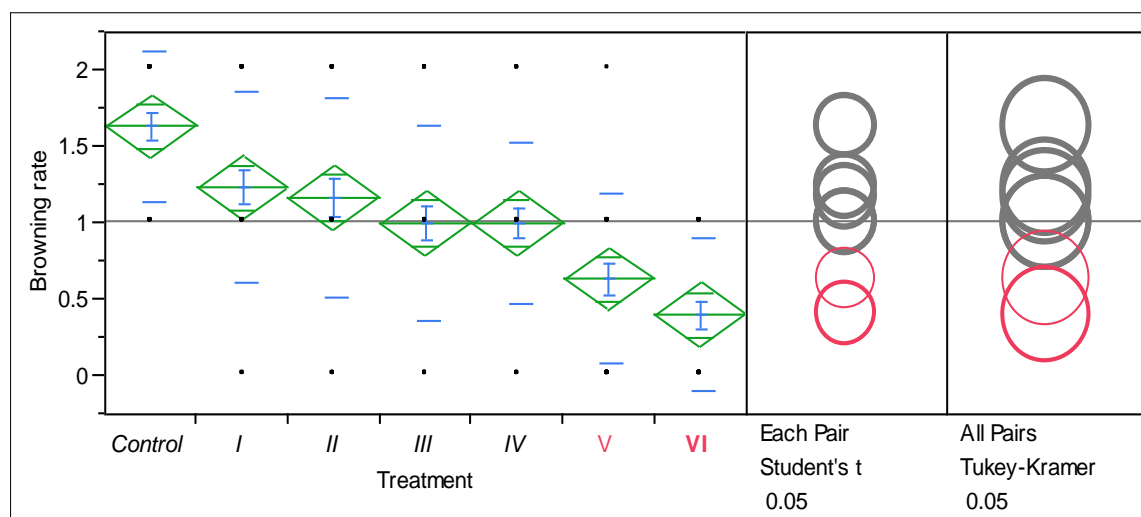 2
1.5
1
0.5
0
Browning rate
Control
I
II
III
IV
V
VI
Treatment
Each Pair
Student's t
0.05
All Pairs
Tukey-Kramer
0.05